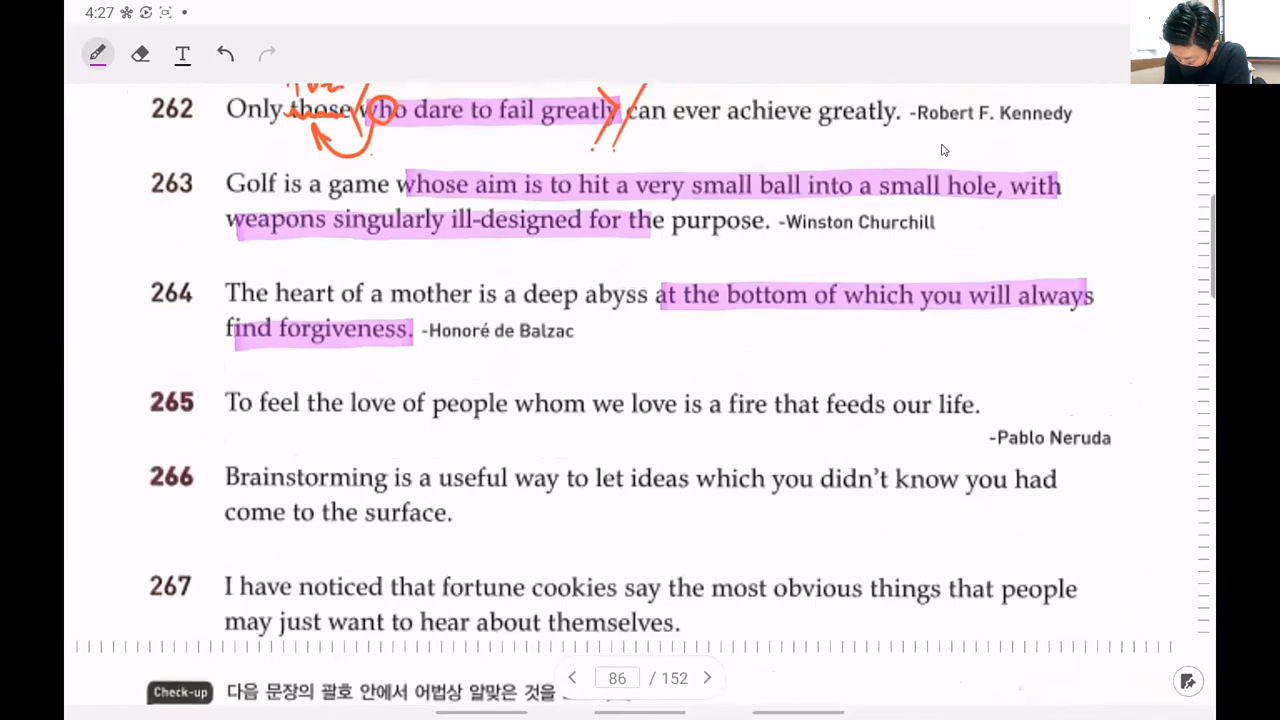 4:27
T
262 Only those who dare to fail greatly can ever achieve greatly. -Robert F. Kennedy
263 Golf is a game whose aim is to hit a very small ball into a small hole, with
weapons singularly ill-designed for the purpose. -Winston Churchill
264 The heart of a mother is a deep abyss at the bottom of which you will always
find forgiveness. -Honoré de Balzac
265 To feel the love of people whom we love is a fire that feeds our life.
-Pablo Neruda
266 Brainstorming is a useful way to let ideas which you didn't know you had
come to the surface.
267 I have noticed that fortune cookies say the most obvious things that people
may just want to hear about themselves.
86 / 152
Check-up 다음 문장의 괄호 안에서 어법상 알맞은 것을